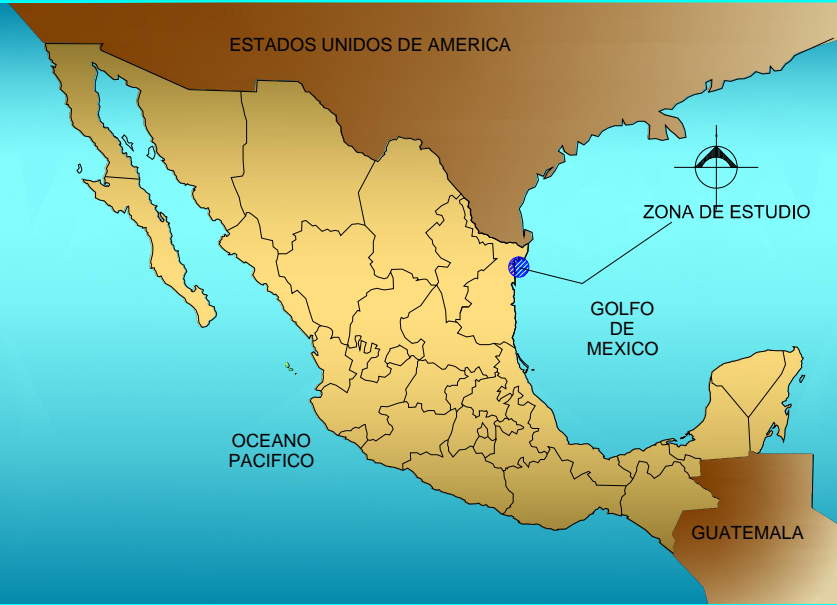 ESTADOS UNIDOS DE AMERICA
ZONA DE ESTUDIO
GOLFO
DE
MEXICO
OCEANO
PACIFICO
GUATEMALA